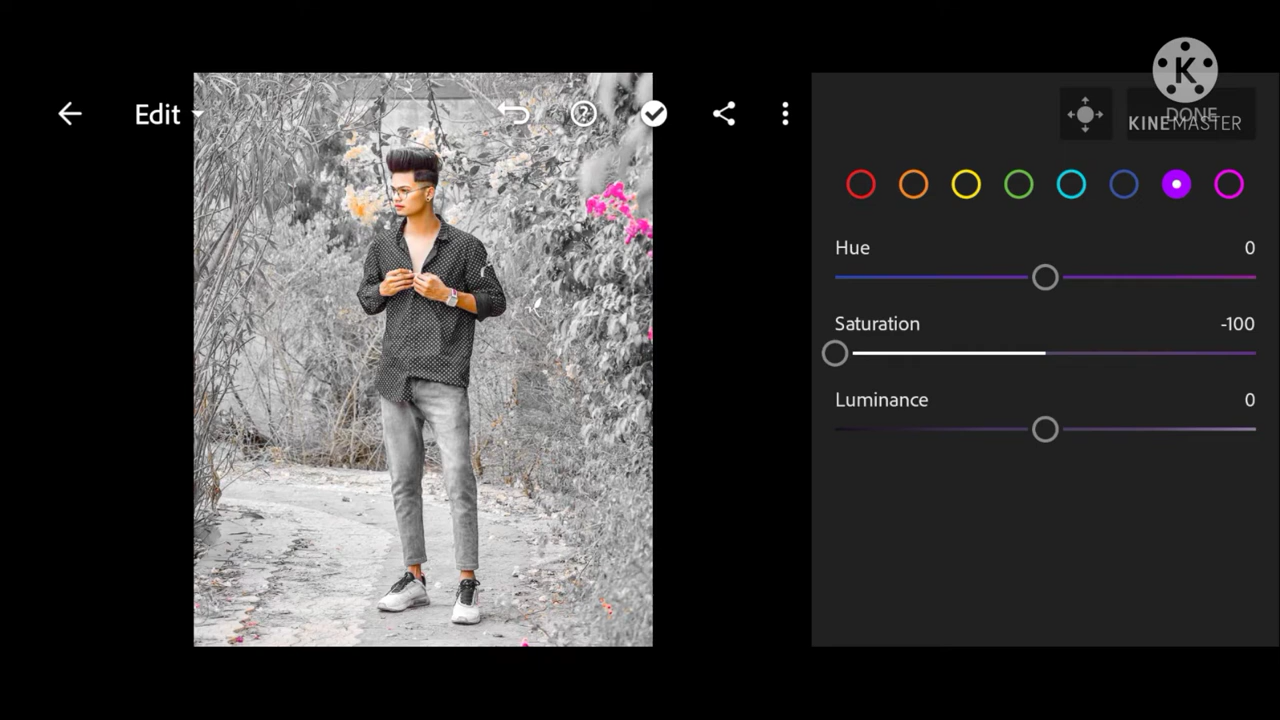 Edit
DONE
KINEMASTER
Hue 0
Saturation -100
Luminance 0